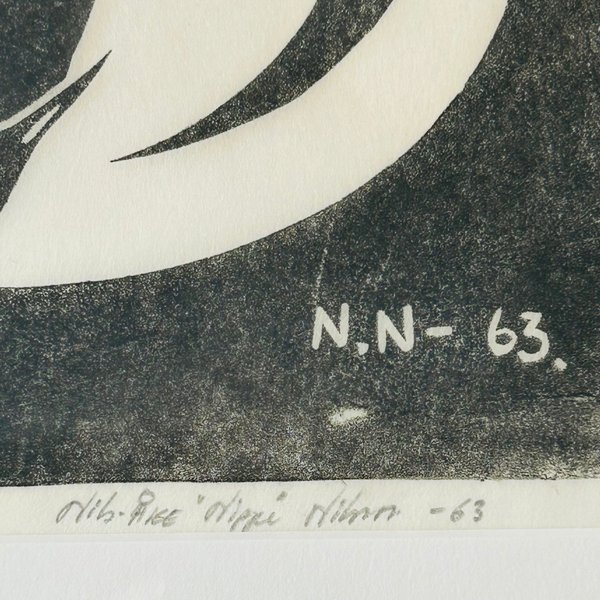 N.N- 63.
Nils-Åke "Nippe" Nilsson -63